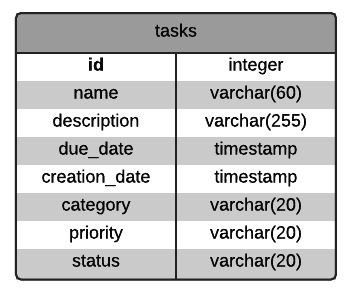 tasks
id integer
name varchar(60)
description varchar(255)
due_date timestamp
creation_date timestamp
category varchar(20)
priority varchar(20)
status varchar(20)